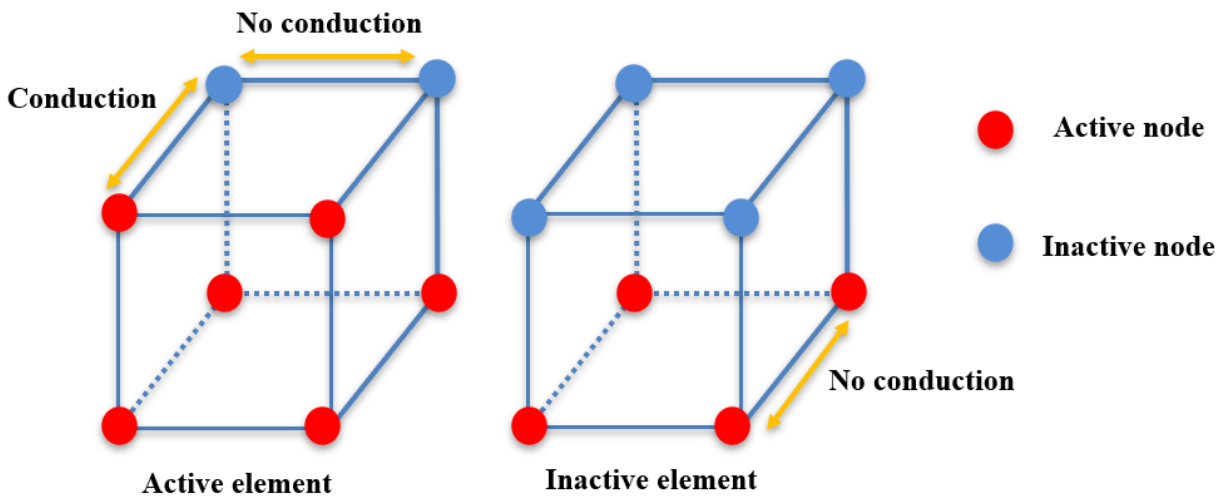 No conduction
Conduction
Active node
Inactive node
No conduction
Active element
Inactive element